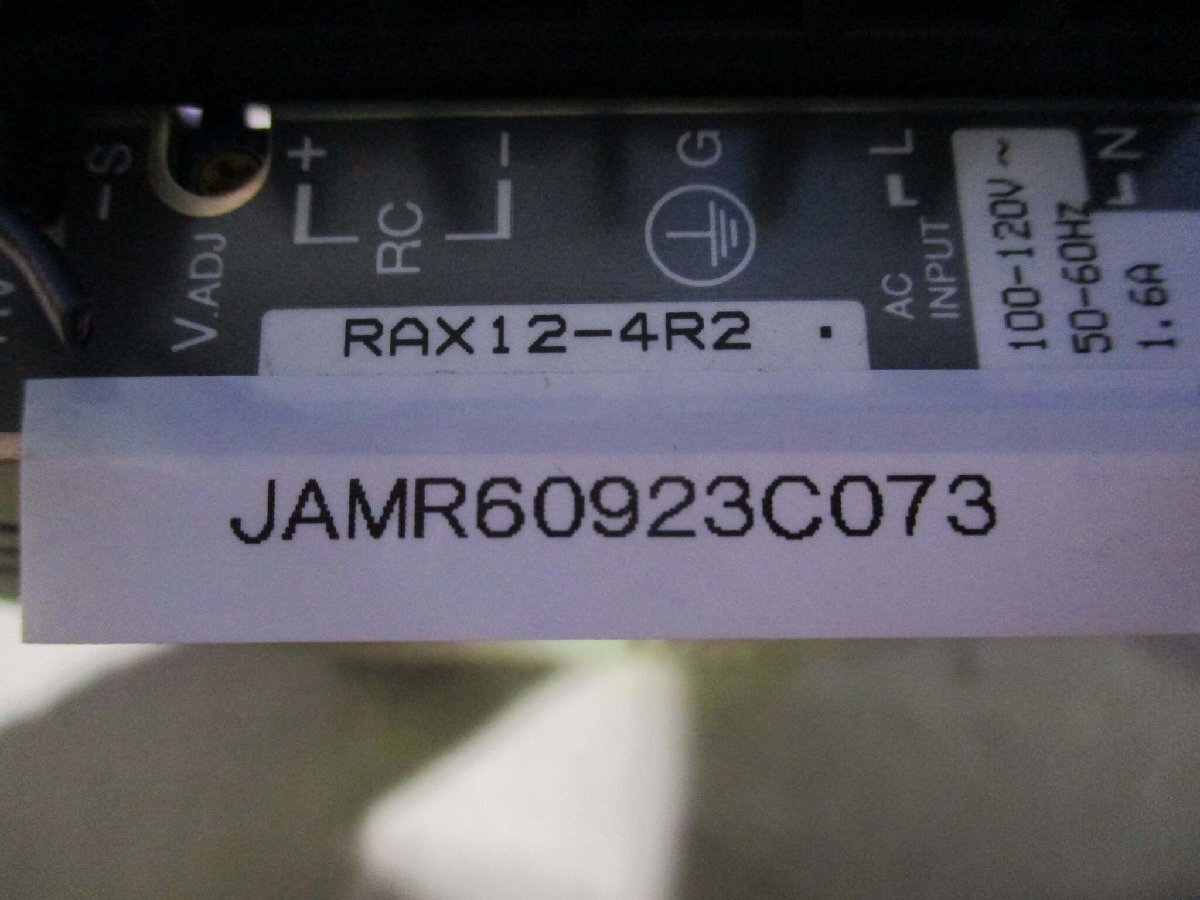 -S
V.ADJ
+
RC
-
G
AC
INPUT
L
100-120V~
50-60Hz
1.6A
N
RAX12-4R2
JAMR60923C073